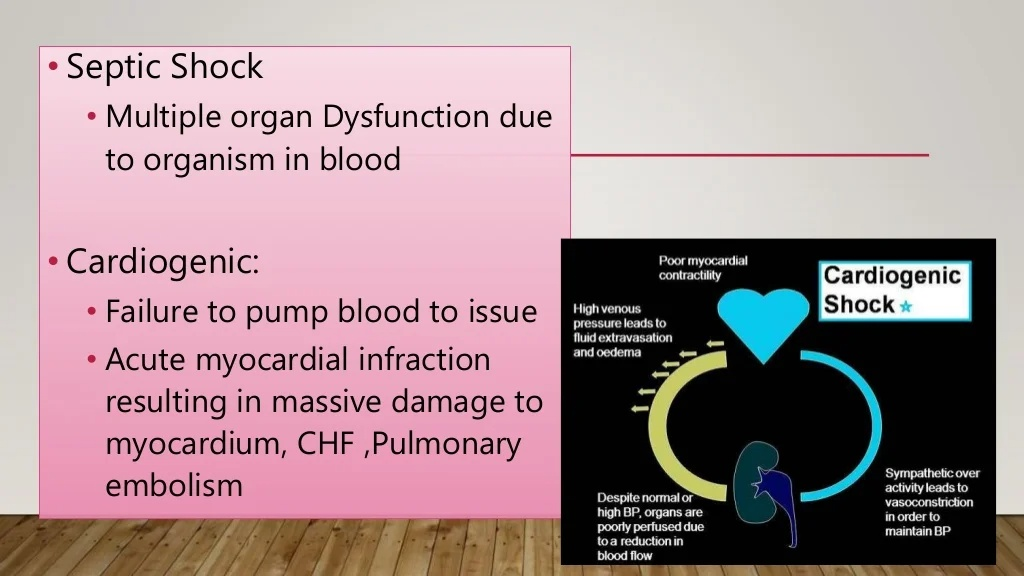 • Septic Shock
• Multiple organ Dysfunction due
to organism in blood
• Cardiogenic:
• Failure to pump blood to issue
• Acute myocardial infraction
resulting in massive damage to
myocardium, CHF ,Pulmonary
embolism
Poor myocardial
contractility
Cardiogenic
Shock
High venous
pressure leads to
fluid extravasation
and oedema
Sympathetic over
activity leads to
vasoconstriction
in order to
maintain BP
Despite normal or
high BP, organs are
poorly perfused due
to a reduction in
blood flow